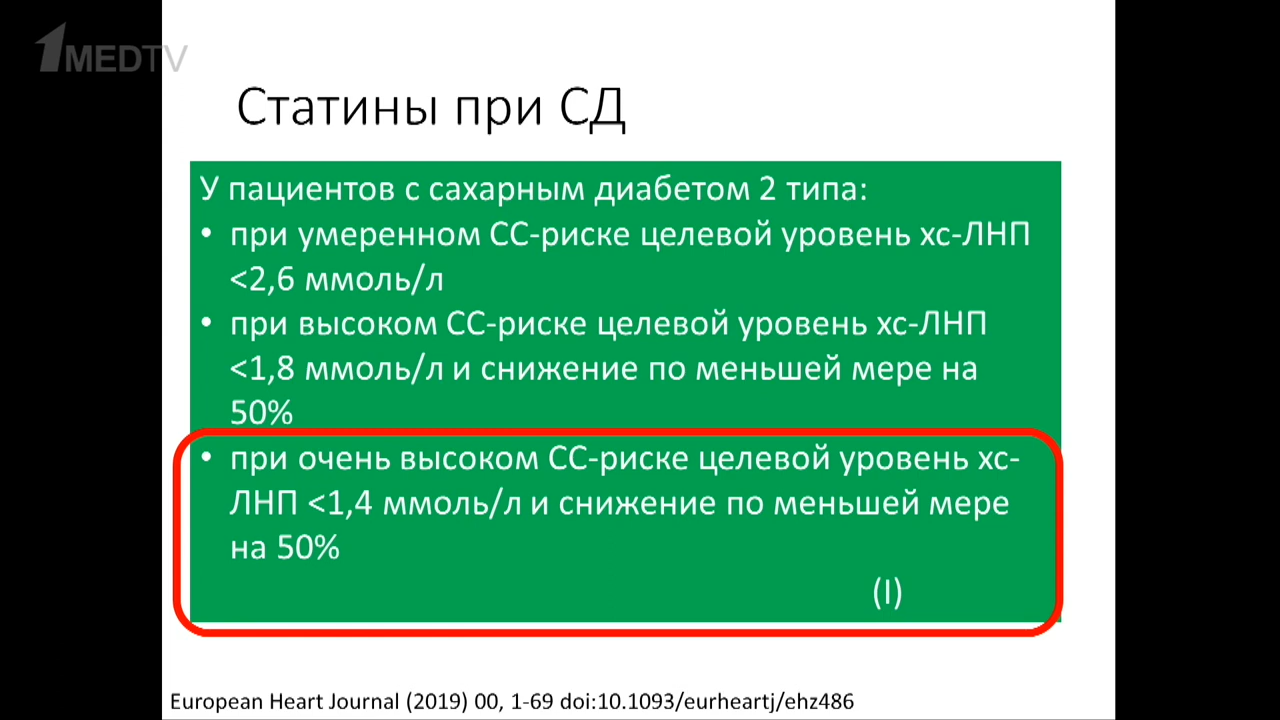 1MEDTV
Статины при СД
У пациентов с сахарным диабетом 2 типа:
• при умеренном СС-риске целевой уровень хс-ЛНП
<2,6 ммоль/л
• при высоком СС-риске целевой уровень хс-ЛНП
<1,8 ммоль/л и снижение по меньшей мере на
50%
• при очень высоком СС-риске целевой уровень хс-
ЛНП <1,4 ммоль/л и снижение по меньшей мере
на 50%
(I)
European Heart Journal (2019) 00, 1-69 doi:10.1093/eurheartj/ehz486